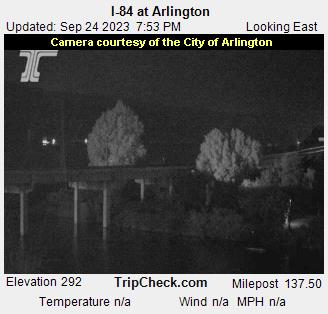 I-84 at Arlington
Updated: Sep 24 2023 7:53 PM Looking East
Camera courtesy of the City of Arlington
Elevation 292 TripCheck.com Milepost 137.50
Temperature n/a Wind n/a MPH n/a